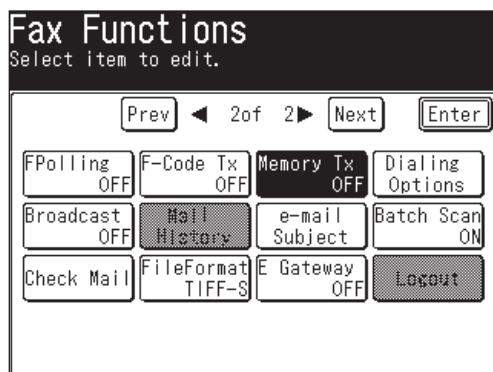 Fax Functions
Select item to edit.
Prev ◀ 2of 2▶ Next Enter
FPolling OFF
F-Code Tx OFF
Memory Tx OFF
Dialing Options
Broadcast OFF
Mail History
e-mail Subject
Batch Scan ON
Check Mail
FileFormat TIFF-S
E Gateway OFF
Logout